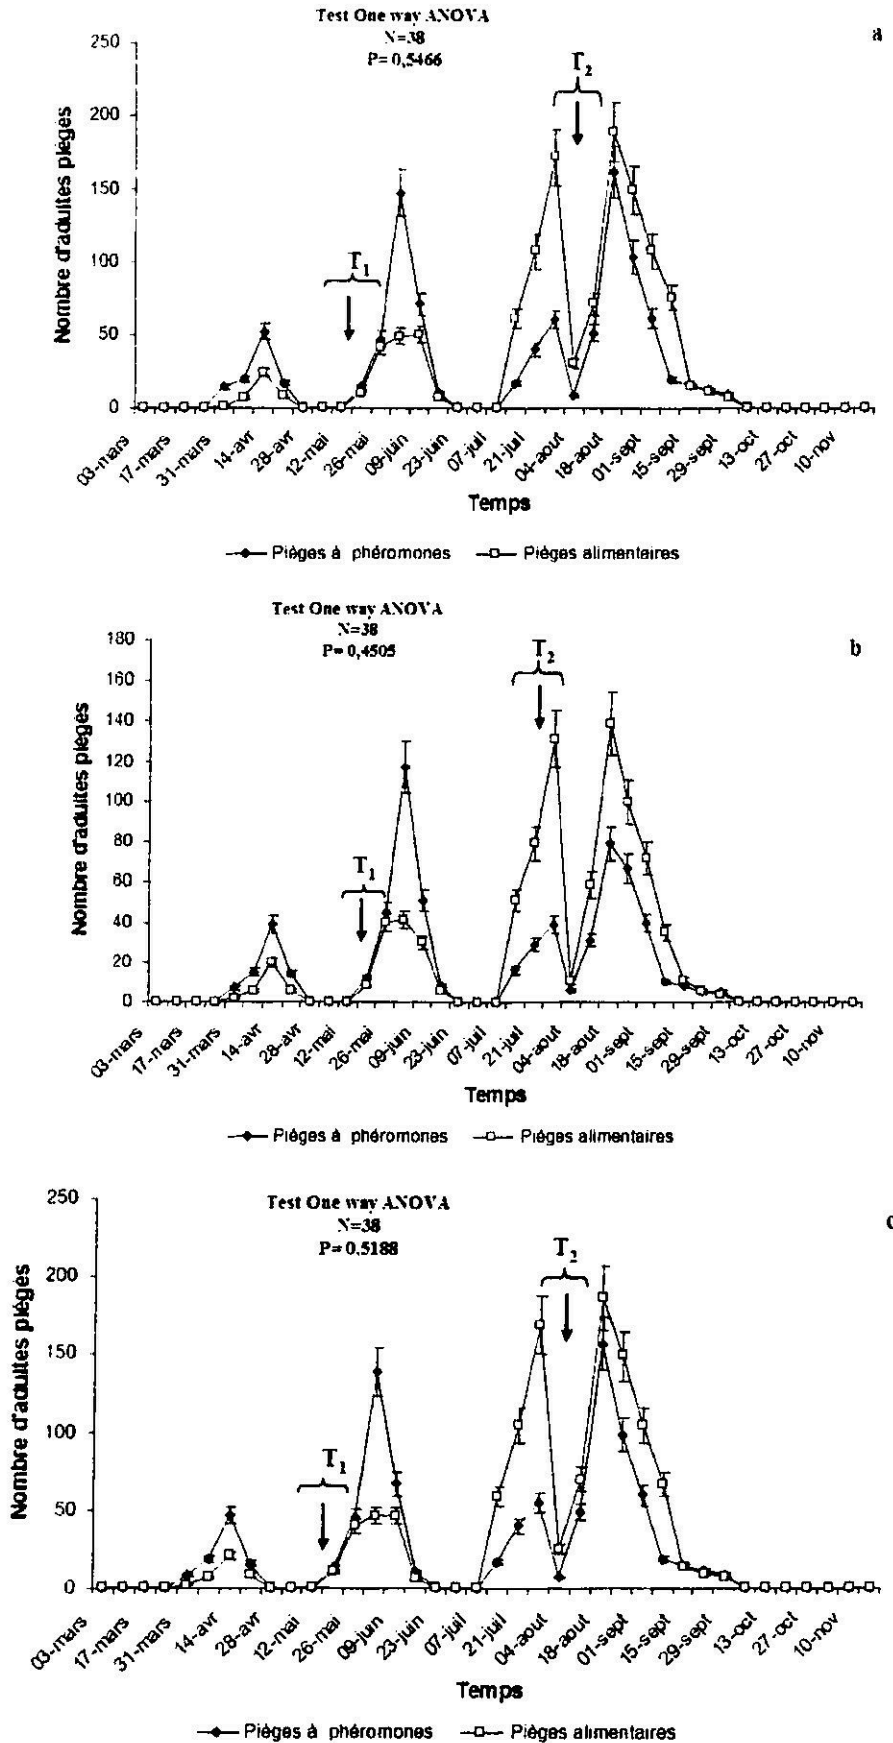 Test One way ANOVA
N=38
P= 0,5466
a
T1
T2
250
200
150
100
50
0
Nombre d'adultes piégés
03-mars
17-mars
31-mars
14-avr
28-avr
12-mai
26-mai
09-juin
23-juin
07-juil
21-juil
04-aout
18-aout
01-sept
15-sept
29-sept
13-oct
27-oct
10-nov
Temps
Pièges à phéromones
Pièges alimentaires
Test One way ANOVA
N=38
P= 0,4505
b
T1
T2
180
160
140
120
100
80
60
40
20
0
Nombre d'adultes piégés
03-mars
17-mars
31-mars
14-avr
28-avr
12-mai
26-mai
09-juin
23-juin
07-juil
21-juil
04-aout
18-aout
01-sept
15-sept
29-sept
13-oct
27-oct
10-nov
Temps
Pièges à phéromones
Pièges alimentaires
Test One way ANOVA
N=38
P= 0,5188
c
T1
T2
250
200
150
100
50
0
Nombre d'adultes piégés
03-mars
17-mars
31-mars
14-avr
28-avr
12-mai
26-mai
09-juin
23-juin
07-juil
21-juil
04-aout
18-aout
01-sept
15-sept
29-sept
13-oct
27-oct
10-nov
Temps
Pièges à phéromones
Pièges alimentaires